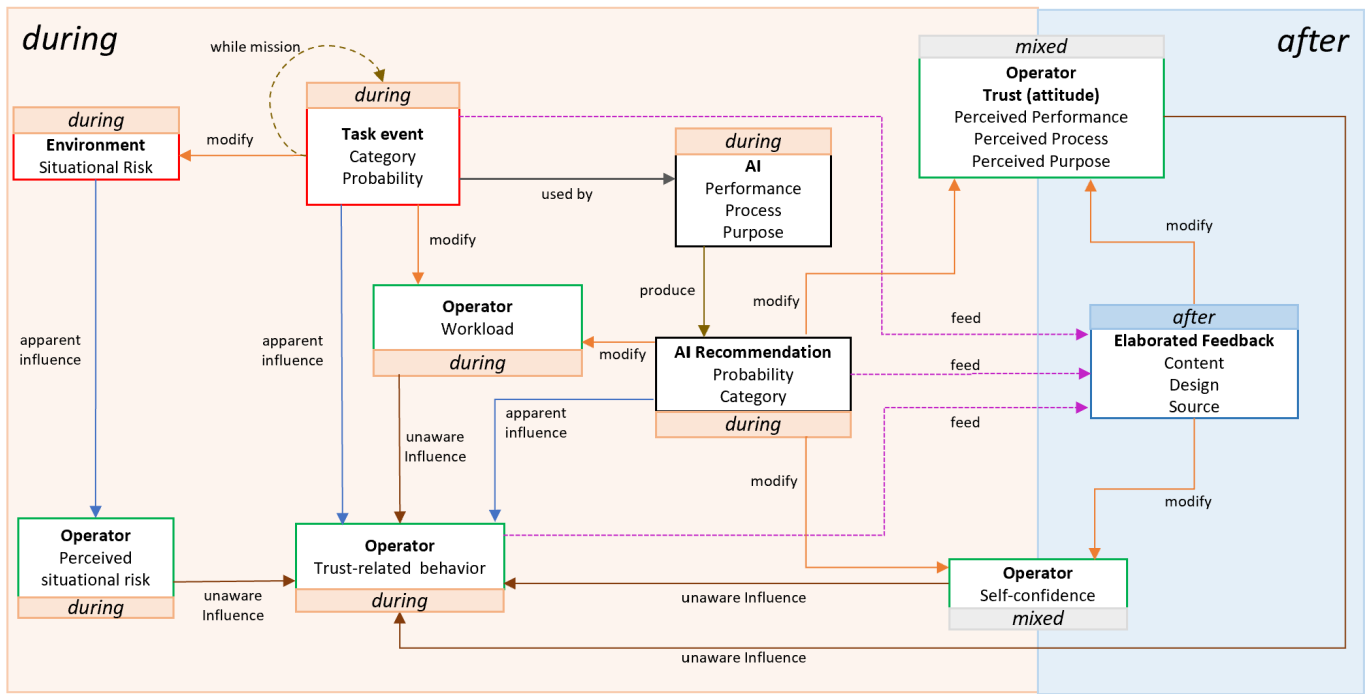 during
after
while mission
mixed
Operator
Trust (attitude)
Perceived Performance
Perceived Process
Perceived Purpose
during
Task event
Category
Probability
during
Environment
Situational Risk
modify
during
AI
Performance
Process
Purpose
used by
modify
modify
produce
modify
Operator
Workload
during
modify
after
Elaborated Feedback
Content
Design
Source
feed
feed
feed
AI Recommendation
Probability
Category
during
apparent
influence
apparent
influence
apparent
influence
unaware
Influence
modify
modify
Operator
Perceived
situational risk
during
Operator
Trust-related behavior
during
unaware
Influence
unaware Influence
Operator
Self-confidence
mixed
unaware Influence